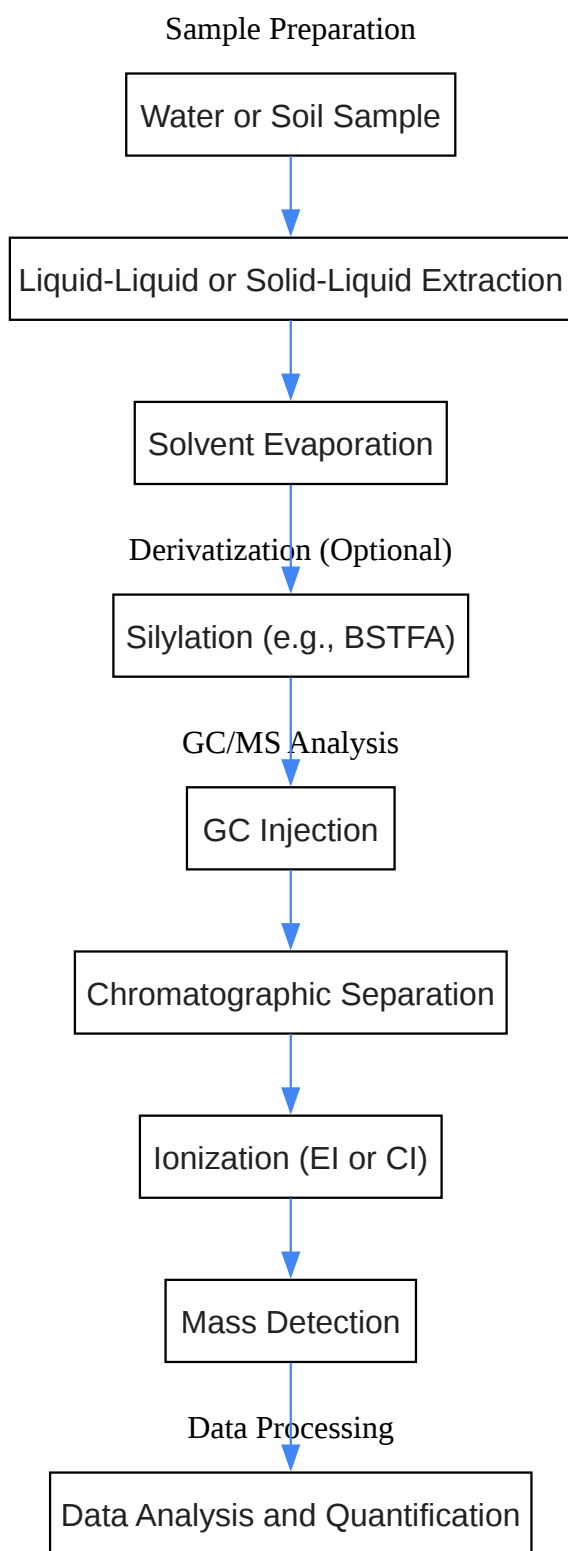 Sample Preparation
Water or Soil Sample
Liquid-Liquid or Solid-Liquid Extraction
Solvent Evaporation
Derivatization (Optional)
Silylation (e.g., BSTFA)
GC/MS Analysis
GC Injection
Chromatographic Separation
Ionization (EI or CI)
Mass Detection
Data Processing
Data Analysis and Quantification